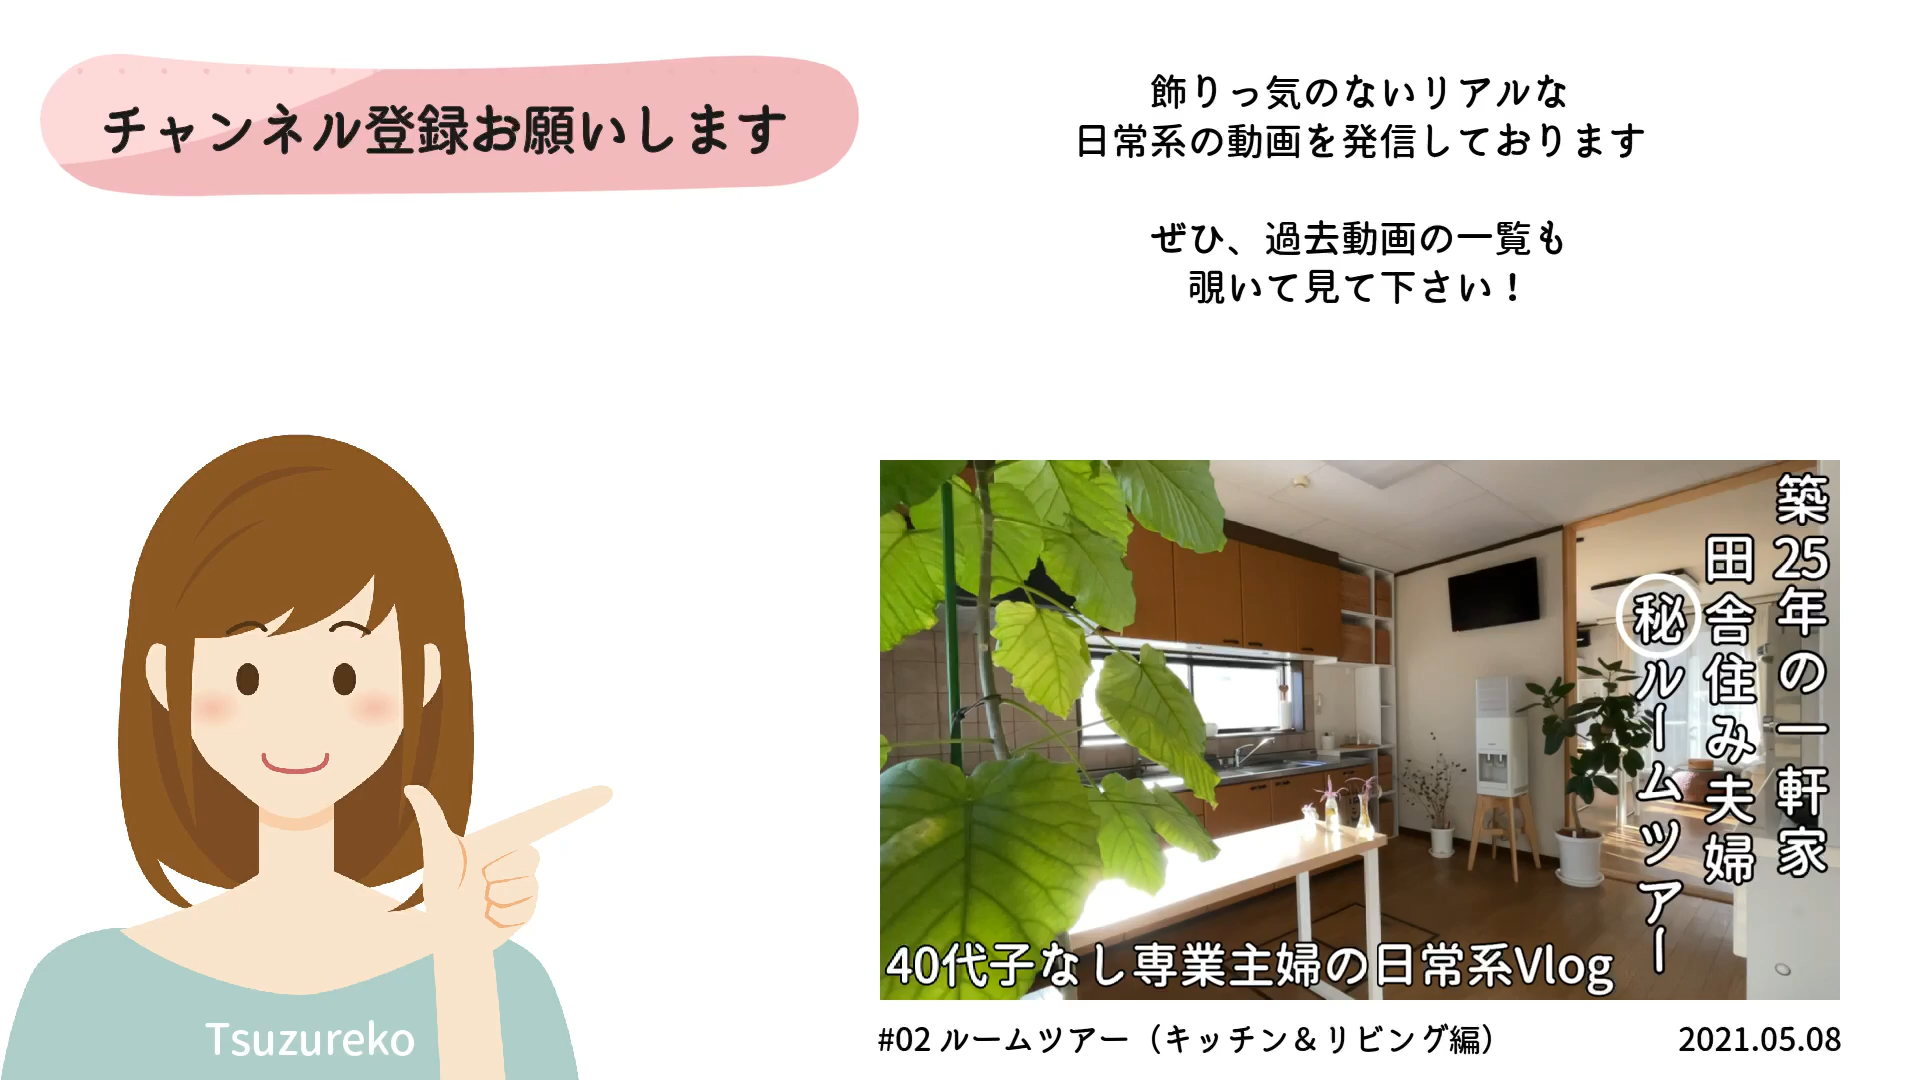 チャンネル登録お願いします
飾りっ気のないリアルな
日常系の動画を発信しております
ぜひ、過去動画の一覧も
覗いて見て下さい！
築25年の一軒家
田舎住み夫婦
㊙ルームツアー
40代子なし専業主婦の日常系Vlog
#02 ルームツアー（キッチン＆リビング編）
2021.05.08
Tsuzureko